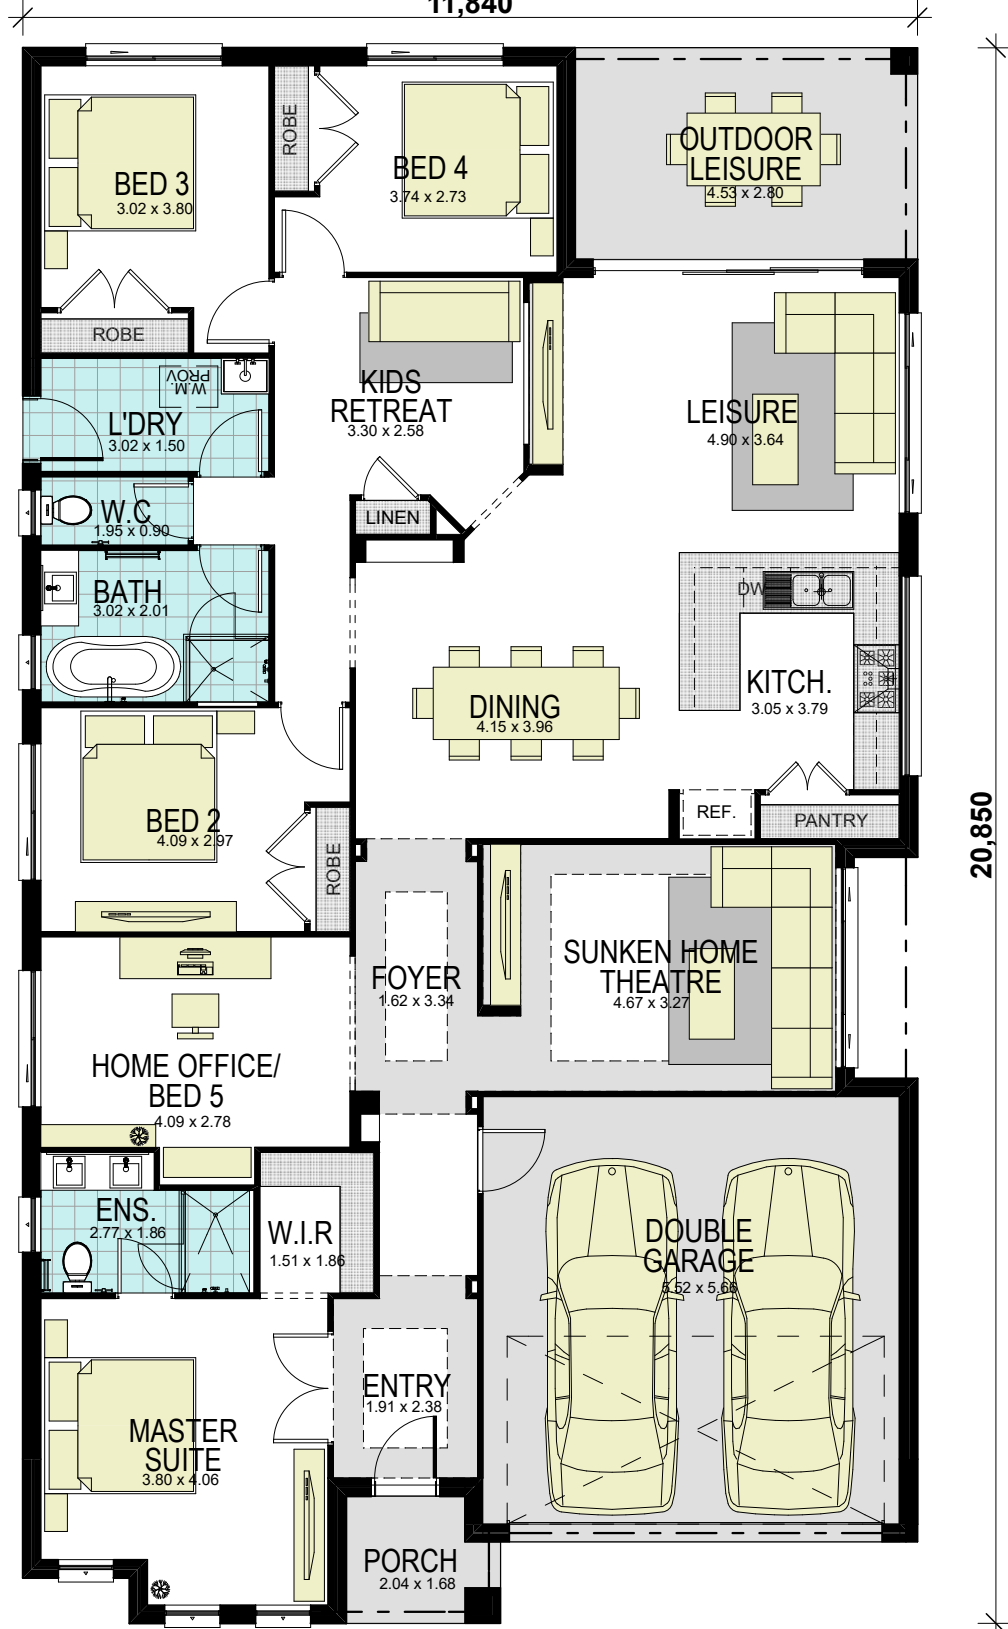 11,840
ROBE
BED 3
3.02 x 3.80
BED 4
3.74 x 2.73
OUTDOOR
LEISURE
4.53 x 2.80
ROBE
W.M.
PROV
L'DRY
3.02 x 1.50
KIDS
RETREAT
3.30 x 2.58
LEISURE
4.90 x 3.64
W.C
1.95 x 0.90
LINEN
BATH
3.02 x 2.01
DW
KITCH.
3.05 x 3.79
DINING
4.15 x 3.96
BED 2
4.09 x 2.97
ROBE
REF.
PANTRY
20,850
FOYER
1.62 x 3.34
SUNKEN HOME
THEATRE
4.67 x 3.27
HOME OFFICE/
BED 5
4.09 x 2.78
ENS.
2.77 x 1.86
W.I.R
1.51 x 1.86
DOUBLE
GARAGE
5.52 x 5.66
ENTRY
1.91 x 2.38
MASTER
SUITE
3.80 x 4.06
PORCH
2.04 x 1.68